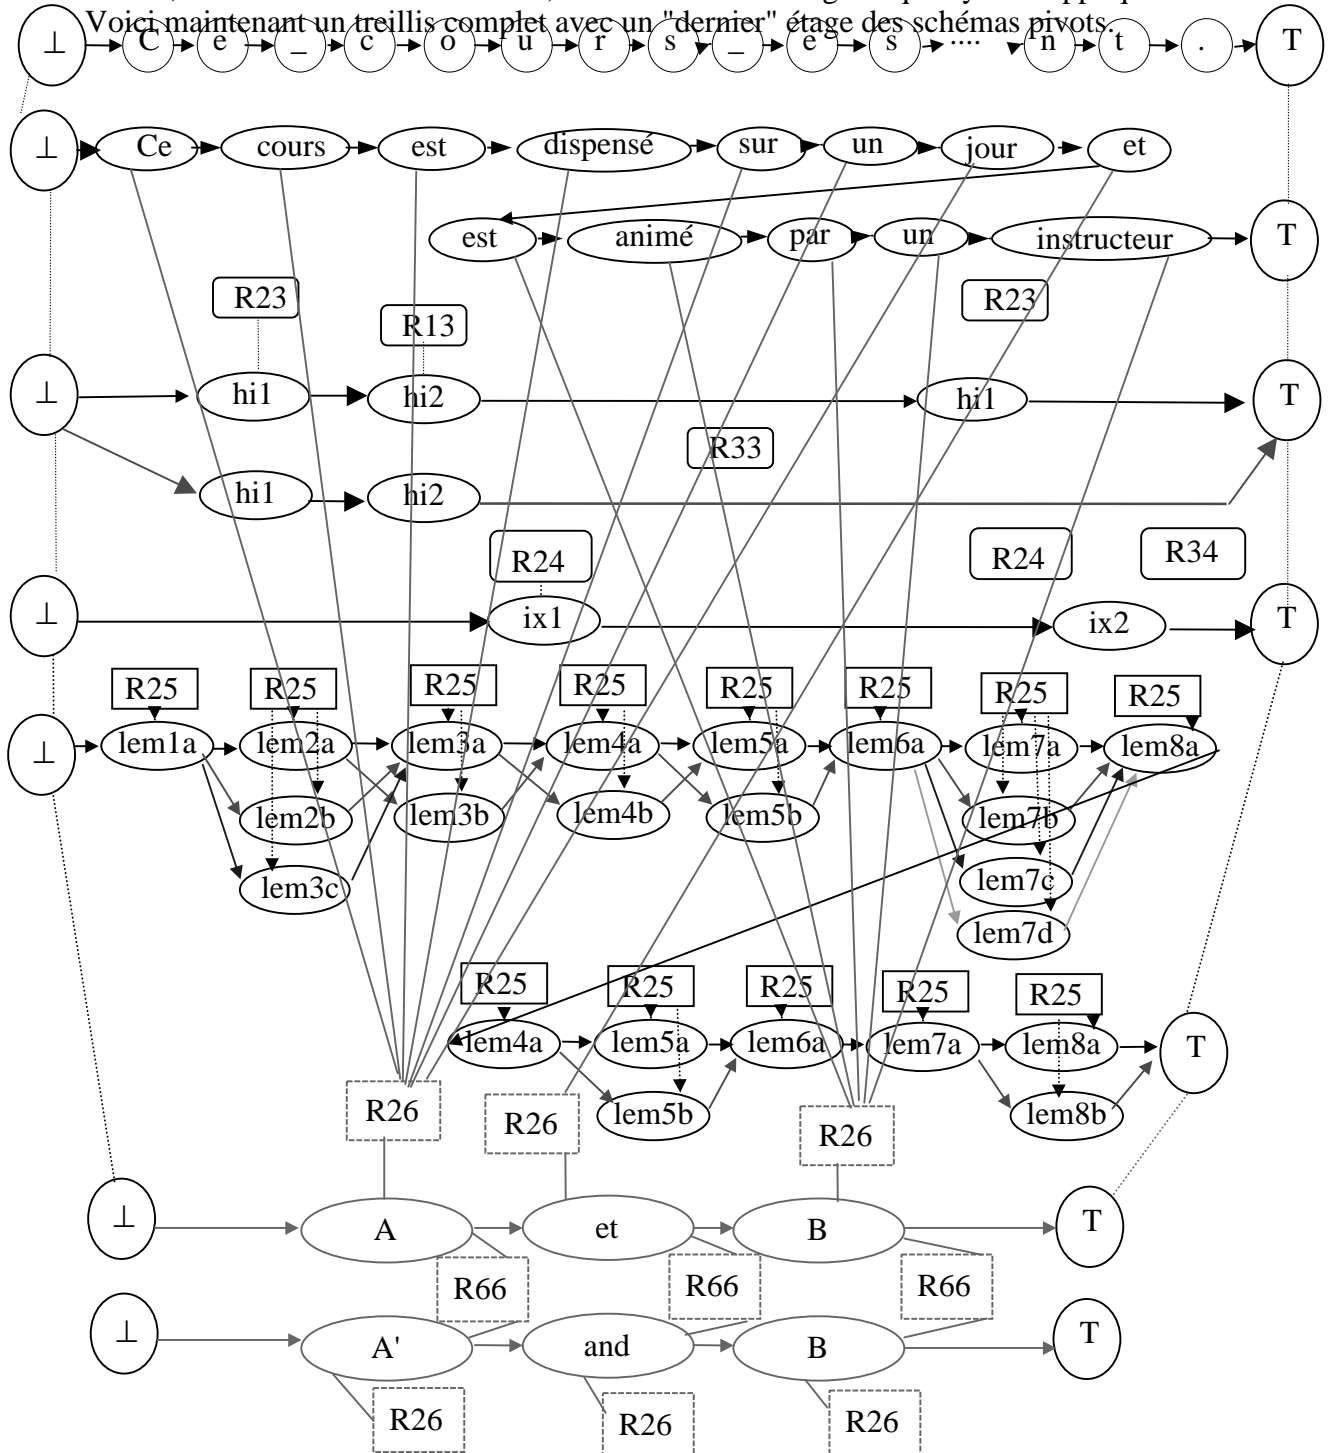 Voici maintenant un treillis complet avec un "dernier" étage des schémas pivots.
⊥ C e _ c o u r s _ e s .... n t . T
⊥ Ce cours est dispensé sur un jour et
est animé par un instructeur T
R23 R13 R23
⊥ hi1 hi2 hi1 T
R33
hi1 hi2
R24 R24 R34
⊥ ix1 ix2 T
R25 R25 R25 R25 R25 R25 R25 R25
⊥ lem1a lem2a lem3a lem4a lem5a lem6a lem7a lem8a
lem2b lem3b lem4b lem5b lem7b
lem3c lem7c
lem7d
R25 R25 R25 R25 R25
lem4a lem5a lem6a lem7a lem8a T
lem5b lem8b
R26 R26 R26
⊥ A et B T
R66 R66 R66
⊥ A' and B T
R26 R26 R26